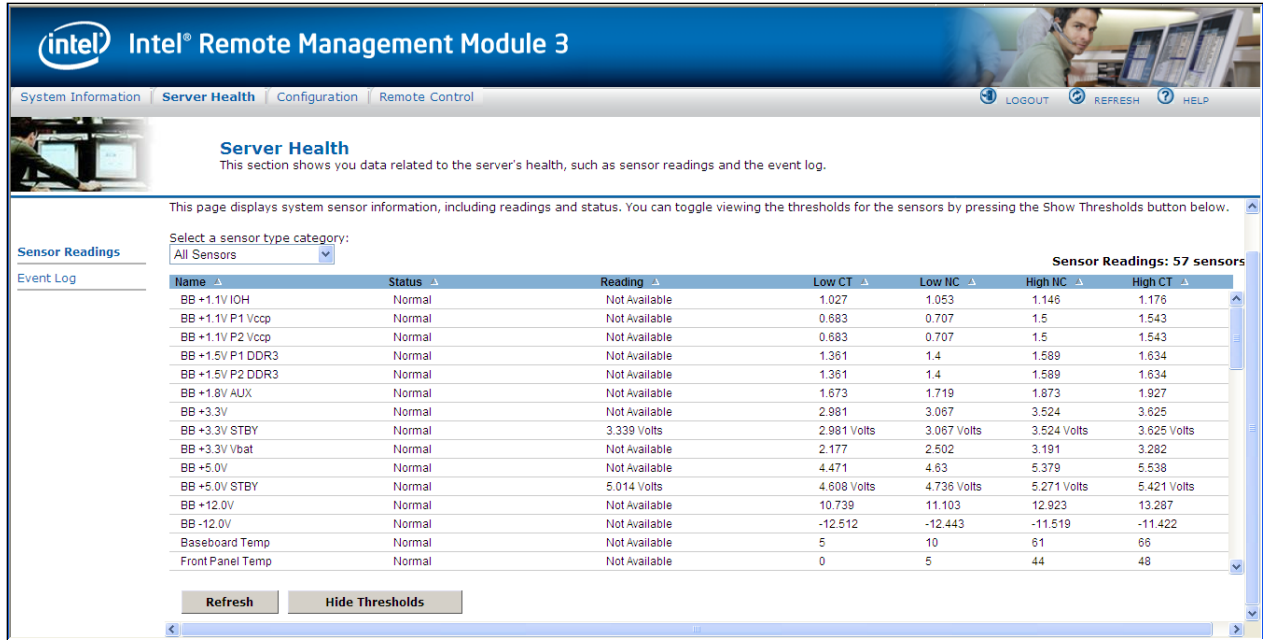 intel Intel® Remote Management Module 3
System Information Server Health Configuration Remote Control LOGOUT REFRESH ? HELP
Server Health
This section shows you data related to the server's health, such as sensor readings and the event log.
This page displays system sensor information, including readings and status. You can toggle viewing the thresholds for the sensors by pressing the Show Thresholds button below.
Select a sensor type category:
Sensor Readings All Sensors
Sensor Readings: 57 sensors
Event Log
Name Status Reading Low CT Low NC High NC High CT
BB +1.1V IOH Normal Not Available 1.027 1.053 1.146 1.176
BB +1.1V P1 Vccp Normal Not Available 0.683 0.707 1.5 1.543
BB +1.1V P2 Vccp Normal Not Available 0.683 0.707 1.5 1.543
BB +1.5V P1 DDR3 Normal Not Available 1.361 1.4 1.589 1.634
BB +1.5V P2 DDR3 Normal Not Available 1.361 1.4 1.589 1.634
BB +1.8V AUX Normal Not Available 1.673 1.719 1.873 1.927
BB +3.3V Normal Not Available 2.981 3.067 3.524 3.625
BB +3.3V STBY Normal 3.339 Volts 2.981 Volts 3.067 Volts 3.524 Volts 3.625 Volts
BB +3.3V Vbat Normal Not Available 2.177 2.502 3.191 3.282
BB +5.0V Normal Not Available 4.471 4.63 5.379 5.538
BB +5.0V STBY Normal 5.014 Volts 4.608 Volts 4.736 Volts 5.271 Volts 5.421 Volts
BB +12.0V Normal Not Available 10.739 11.103 12.923 13.287
BB -12.0V Normal Not Available -12.512 -12.443 -11.519 -11.422
Baseboard Temp Normal Not Available 5 10 61 66
Front Panel Temp Normal Not Available 0 5 44 48
Refresh Hide Thresholds